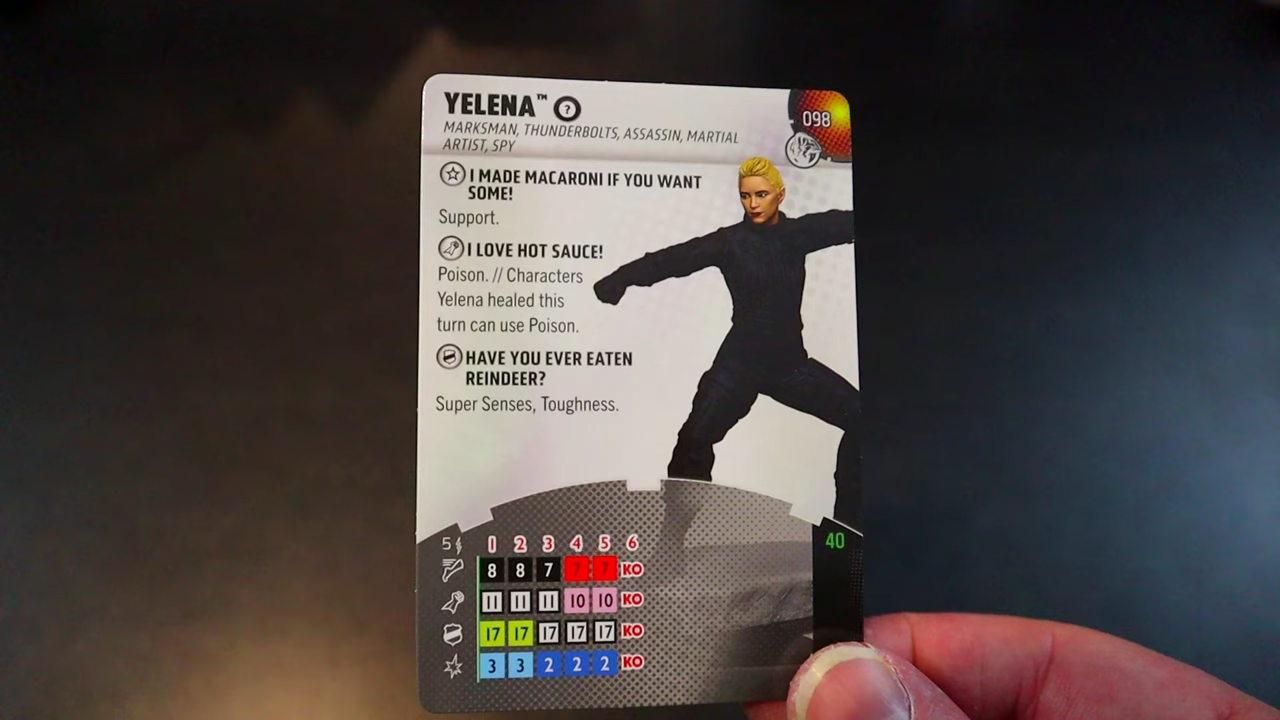 YELENA™ ?
098
MARKSMAN, THUNDERBOLTS, ASSASSIN, MARTIAL
ARTIST, SPY
I MADE MACARONI IF YOU WANT
SOME!
Support.
I LOVE HOT SAUCE!
Poison. // Characters
Yelena healed this
turn can use Poison.
HAVE YOU EVER EATEN
REINDEER?
Super Senses, Toughness.
40
5 1 2 3 4 5 6
8 8 7 7 7 KO
11 11 11 10 10 KO
17 17 17 17 17 KO
3 3 2 2 2 KO